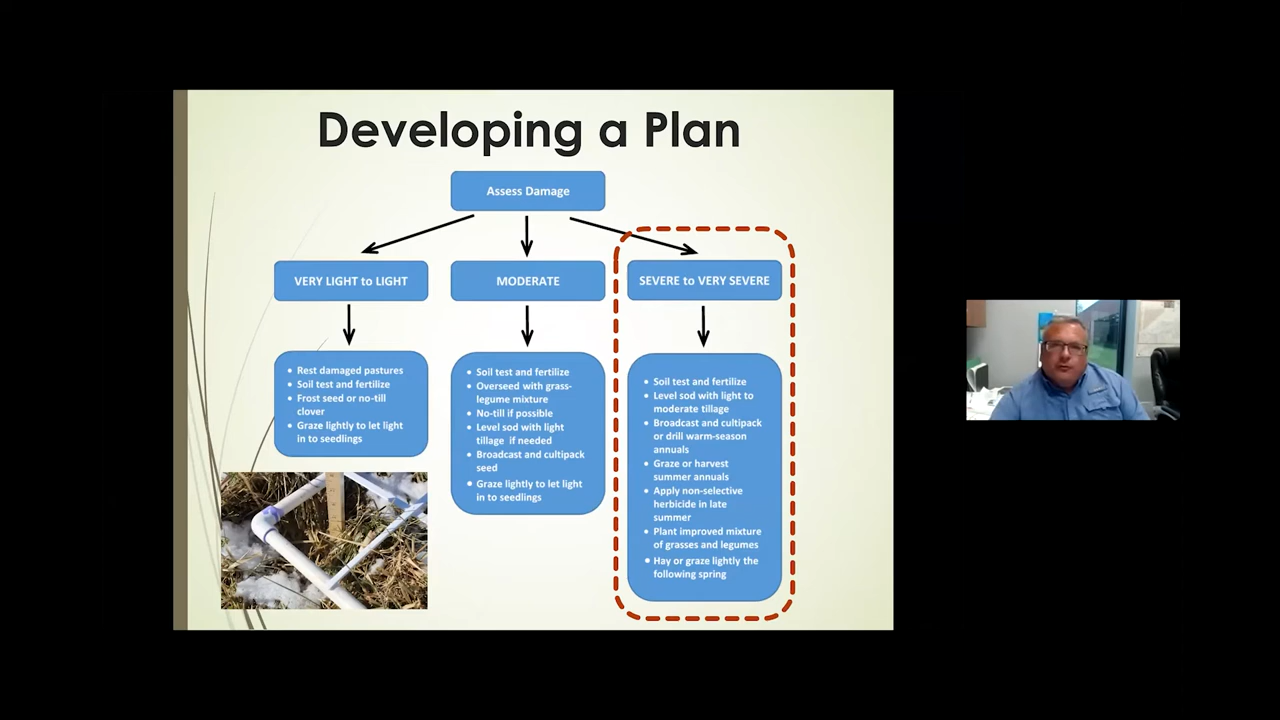 Developing a Plan
Assess Damage
VERY LIGHT to LIGHT
MODERATE
SEVERE to VERY SEVERE
• Rest damaged pastures
• Soil test and fertilize
• Frost seed or no-till
clover
• Graze lightly to let light
in to seedlings
• Soil test and fertilize
• Overseed with grass-
legume mixture
• No-till if possible
• Level sod with light
tillage if needed
• Broadcast and cultipack
seed
• Graze lightly to let light
in to seedlings
• Soil test and fertilize
• Level sod with light to
moderate tillage
• Broadcast and cultipack
or drill warm-season
annuals
• Graze or harvest
summer annuals
• Apply non-selective
herbicide in late
summer
• Plant improved mixture
of grasses and legumes
• Hay or graze lightly the
following spring